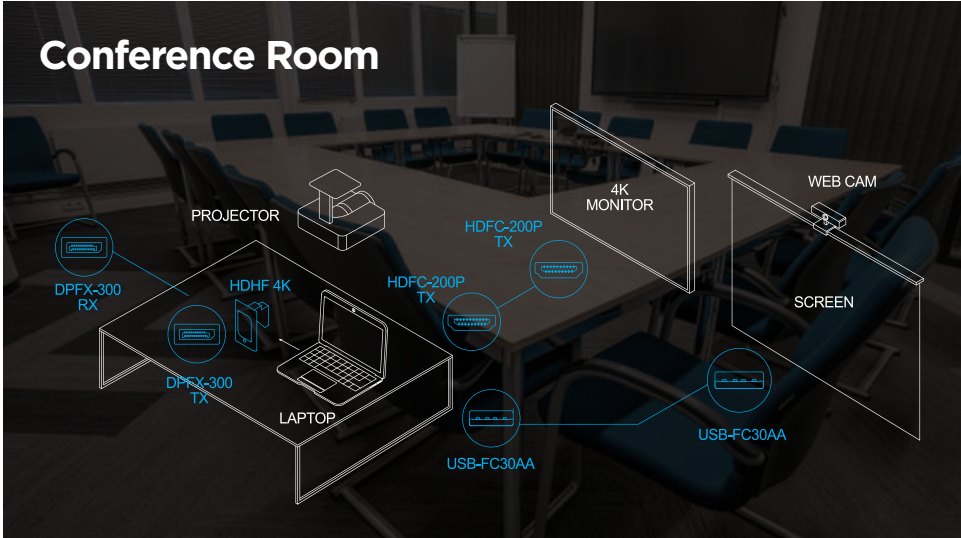 Conference Room
WEB CAM
4K
MONITOR
PROJECTOR
HDFC-200P
TX
HDFC-200P
TX
DPFX-300
RX
HDHF 4K
SCREEN
DPFX-300
TX
LAPTOP
USB-FC30AA
USB-FC30AA